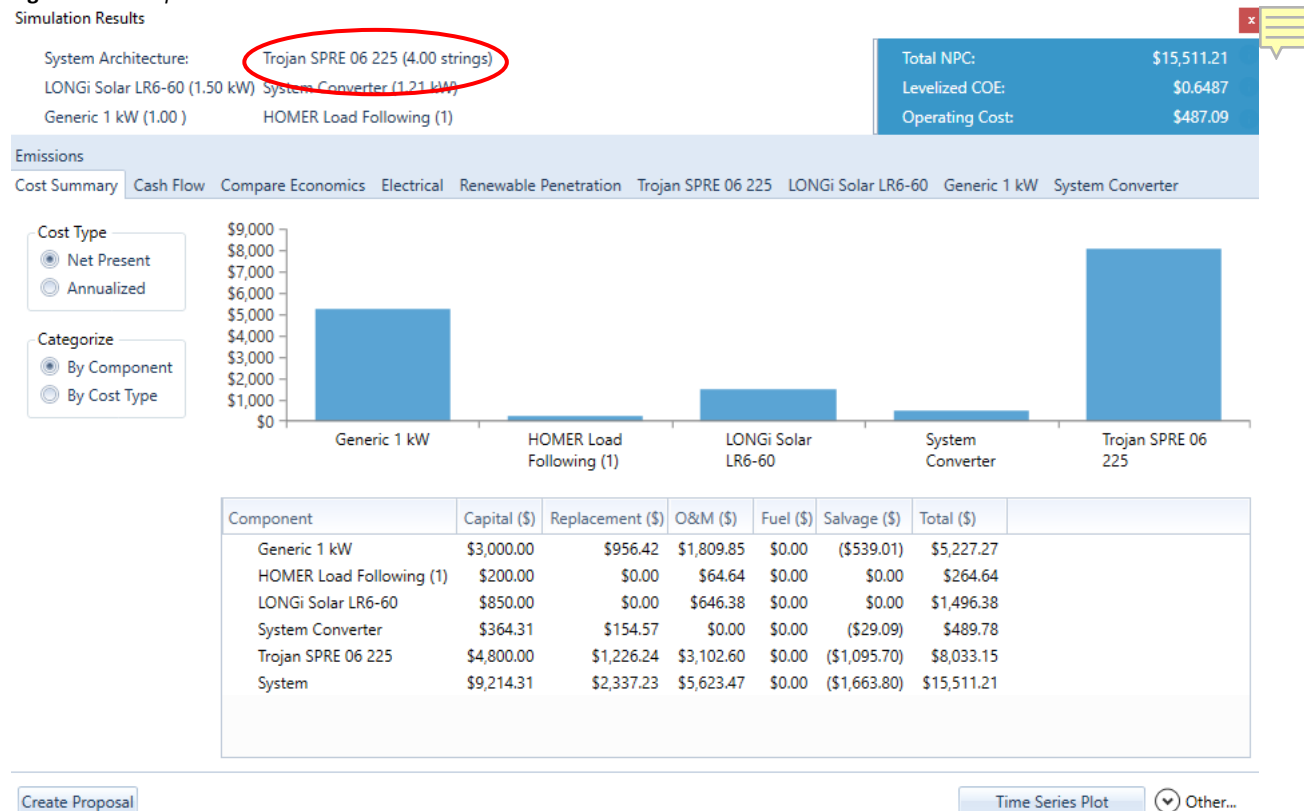 Simulation Results
x
System Architecture: Trojan SPRE 06 225 (4.00 strings)
LONGi Solar LR6-60 (1.50 kW) System Converter (1.21 kW)
Generic 1 kW (1.00 ) HOMER Load Following (1)
Total NPC: $15,511.21
Levelized COE: $0.6487
Operating Cost: $487.09
Emissions
Cost Summary Cash Flow Compare Economics Electrical Renewable Penetration Trojan SPRE 06 225 LONGi Solar LR6-60 Generic 1 kW System Converter
Cost Type
Net Present
Annualized
Categorize
By Component
By Cost Type
$9,000
$8,000
$7,000
$6,000
$5,000
$4,000
$3,000
$2,000
$1,000
$0
Generic 1 kW
HOMER Load
Following (1)
LONGi Solar
LR6-60
System
Converter
Trojan SPRE 06
225
Component Capital ($) Replacement ($) O&M ($) Fuel ($) Salvage ($) Total ($)
Generic 1 kW $3,000.00 $956.42 $1,809.85 $0.00 ($539.01) $5,227.27
HOMER Load Following (1) $200.00 $0.00 $64.64 $0.00 $0.00 $264.64
LONGi Solar LR6-60 $850.00 $0.00 $646.38 $0.00 $0.00 $1,496.38
System Converter $364.31 $154.57 $0.00 $0.00 ($29.09) $489.78
Trojan SPRE 06 225 $4,800.00 $1,226.24 $3,102.60 $0.00 ($1,095.70) $8,033.15
System $9,214.31 $2,337.23 $5,623.47 $0.00 ($1,663.80) $15,511.21
Create Proposal
Time Series Plot
Other...